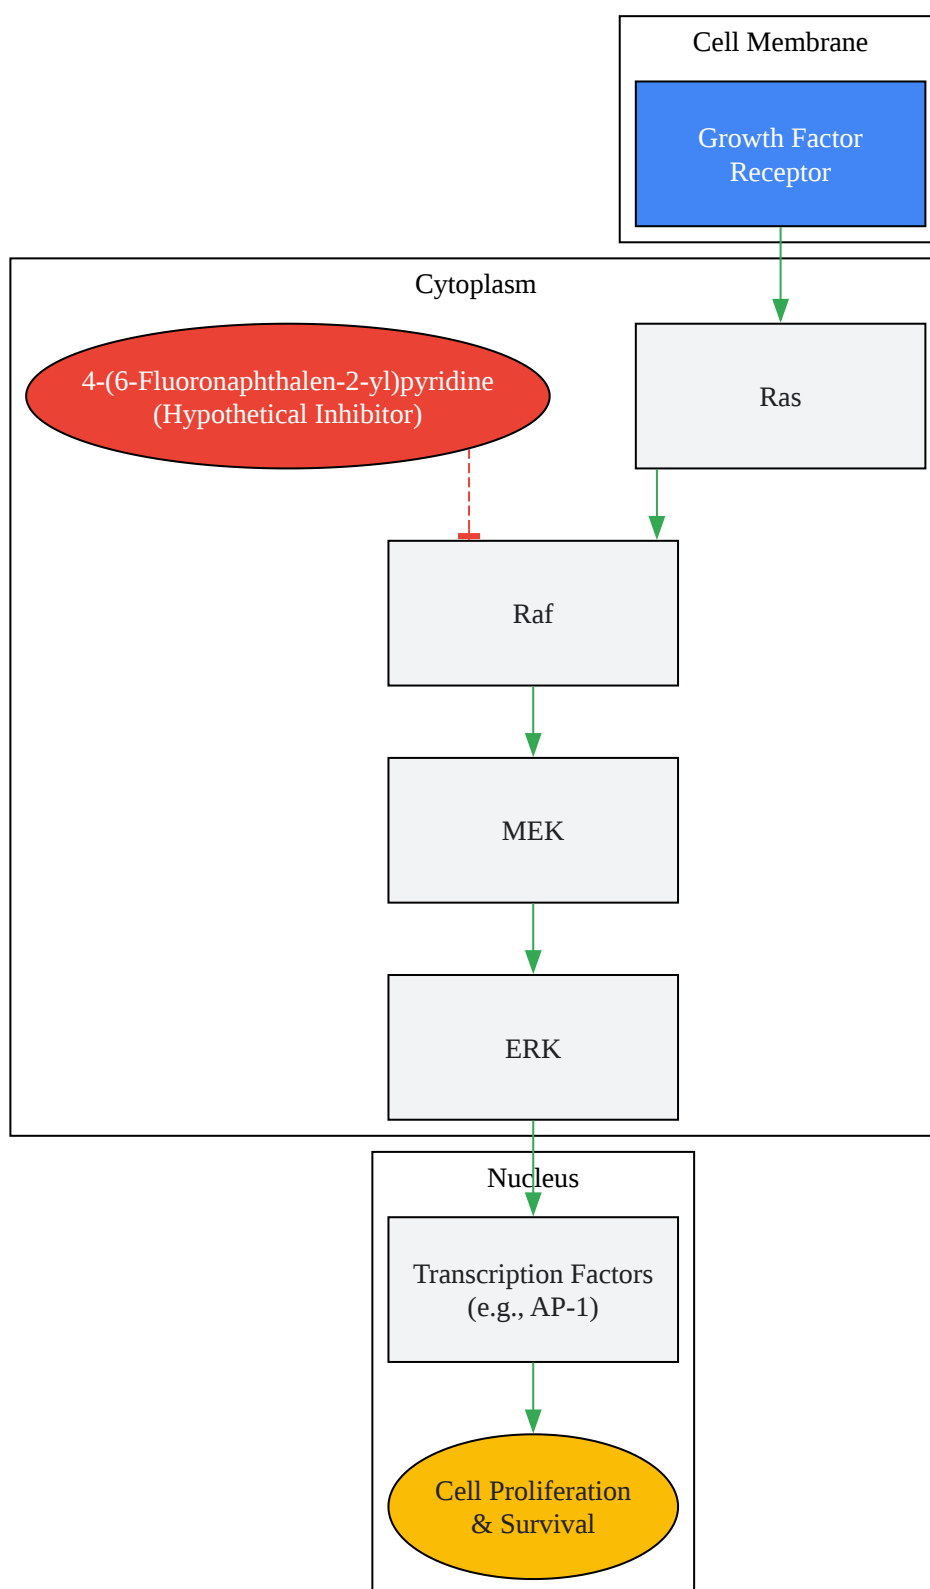 Cell Membrane
Growth Factor
Receptor
Cytoplasm
4-(6-Fluoronaphthalen-2-yl)pyridine
(Hypothetical Inhibitor)
Ras
Raf
MEK
ERK
Nucleus
Transcription Factors
(e.g., AP-1)
Cell Proliferation
& Survival